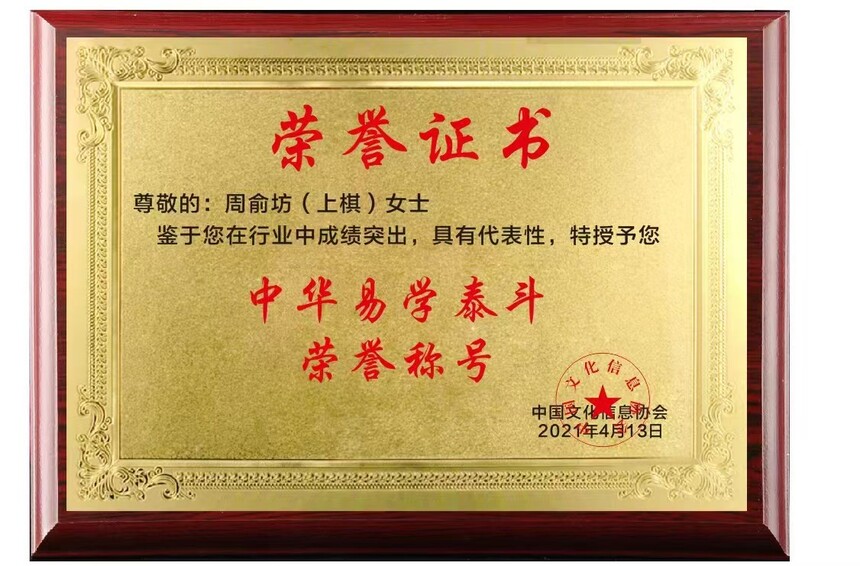 荣誉证书
尊敬的：周俞坊（上棋）女士
鉴于您在行业中成绩突出，具有代表性，特授予您
中华易学泰斗
荣誉称号
中国文化信息协会
2021年4月13日